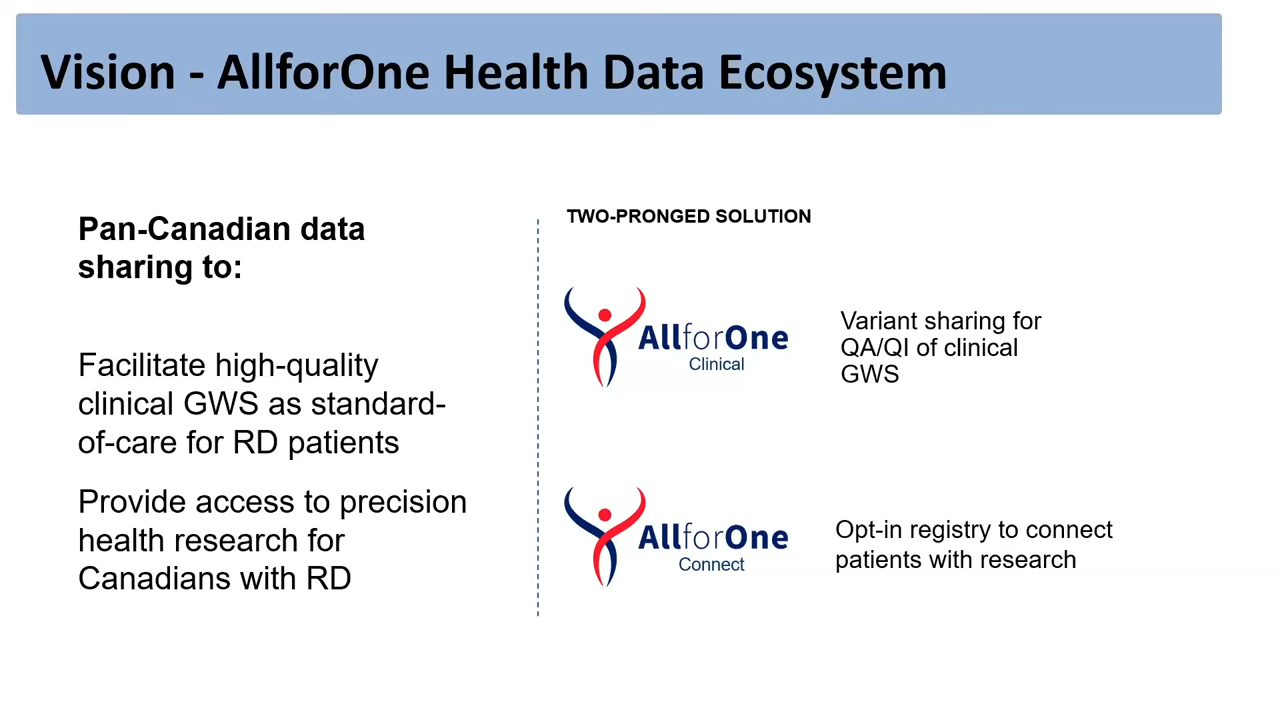 Vision - AllforOne Health Data Ecosystem
Pan-Canadian data
sharing to:
Facilitate high-quality
clinical GWS as standard-
of-care for RD patients
Provide access to precision
health research for
Canadians with RD
TWO-PRONGED SOLUTION
AllforOne
Clinical
Variant sharing for
QA/QI of clinical
GWS
AllforOne
Connect
Opt-in registry to connect
patients with research